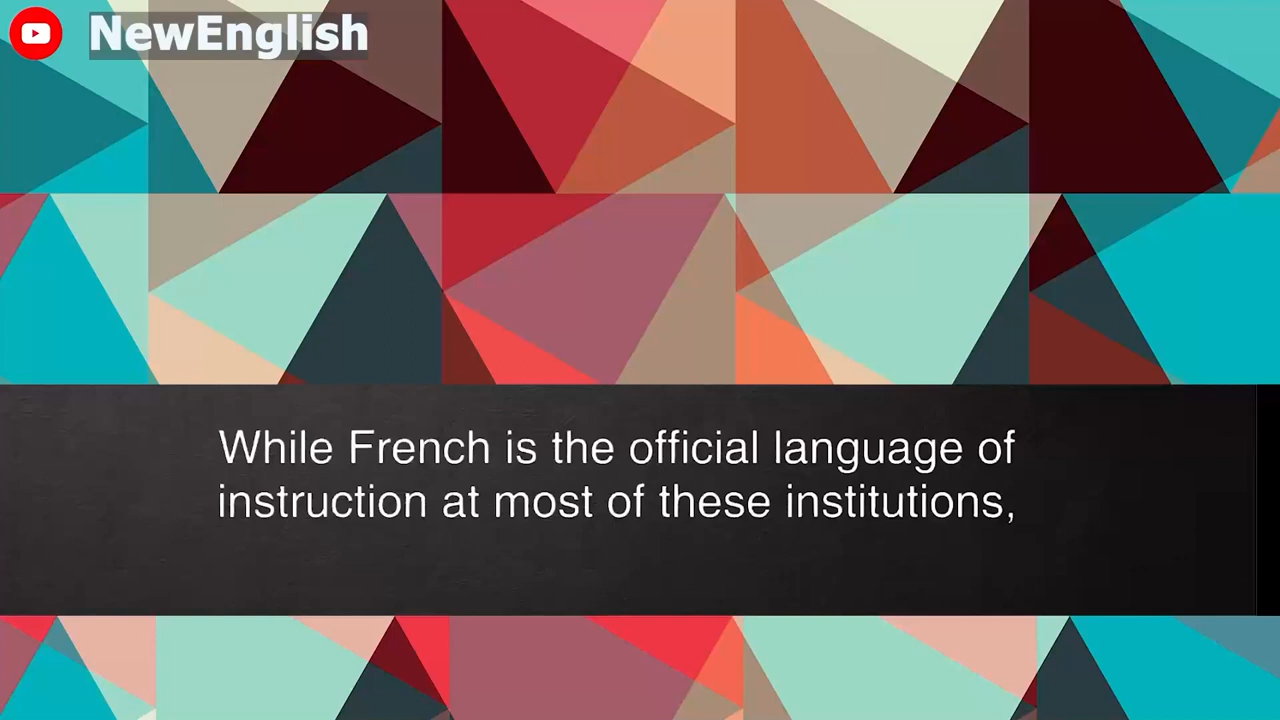 NewEnglish
While French is the official language of
instruction at most of these institutions,